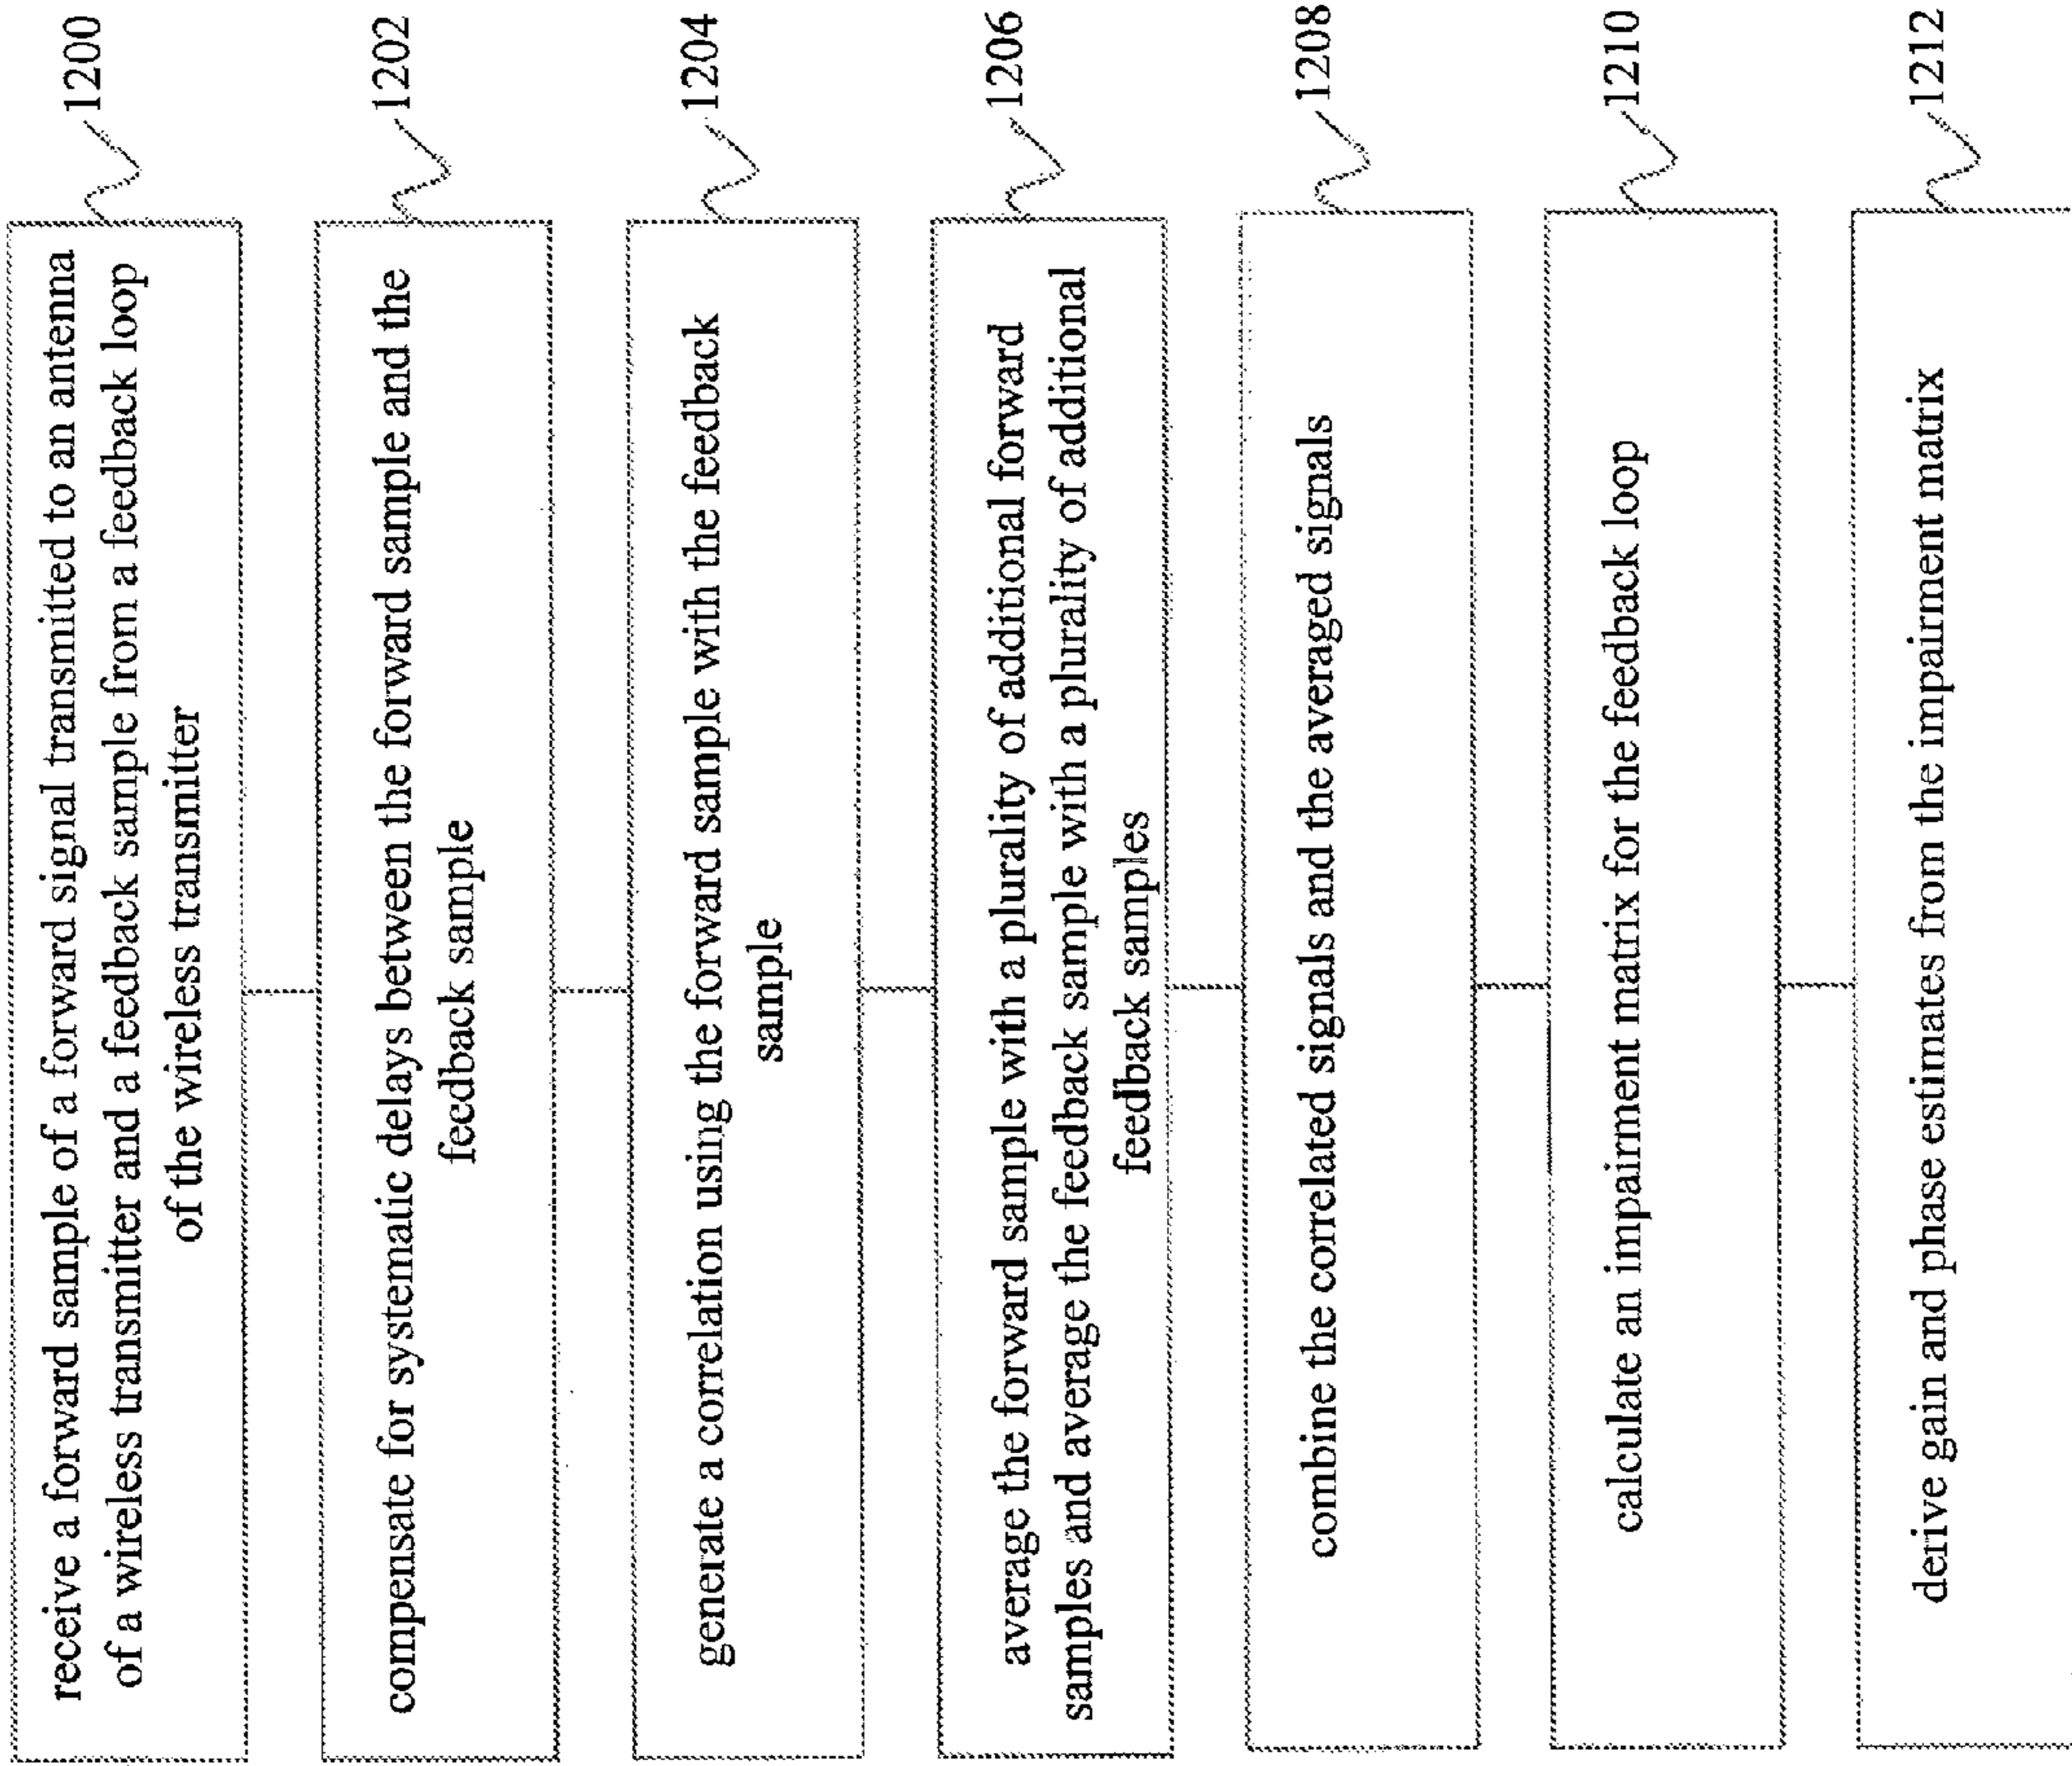 receive a forward sample of a forward signal transmitted to an antenna
of a wireless transmitter and a feedback sample from a feedback loop
of the wireless transmitter
1200
compensate for systematic delays between the forward sample and the
feedback sample
1202
generate a correlation using the forward sample with the feedback
sample
1204
average the forward sample with a plurality of additional forward
samples and average the feedback sample with a plurality of additional
feedback samples
1206
combine the correlated signals and the averaged signals
1208
calculate an impairment matrix for the feedback loop
1210
derive gain and phase estimates from the impairment matrix
1212